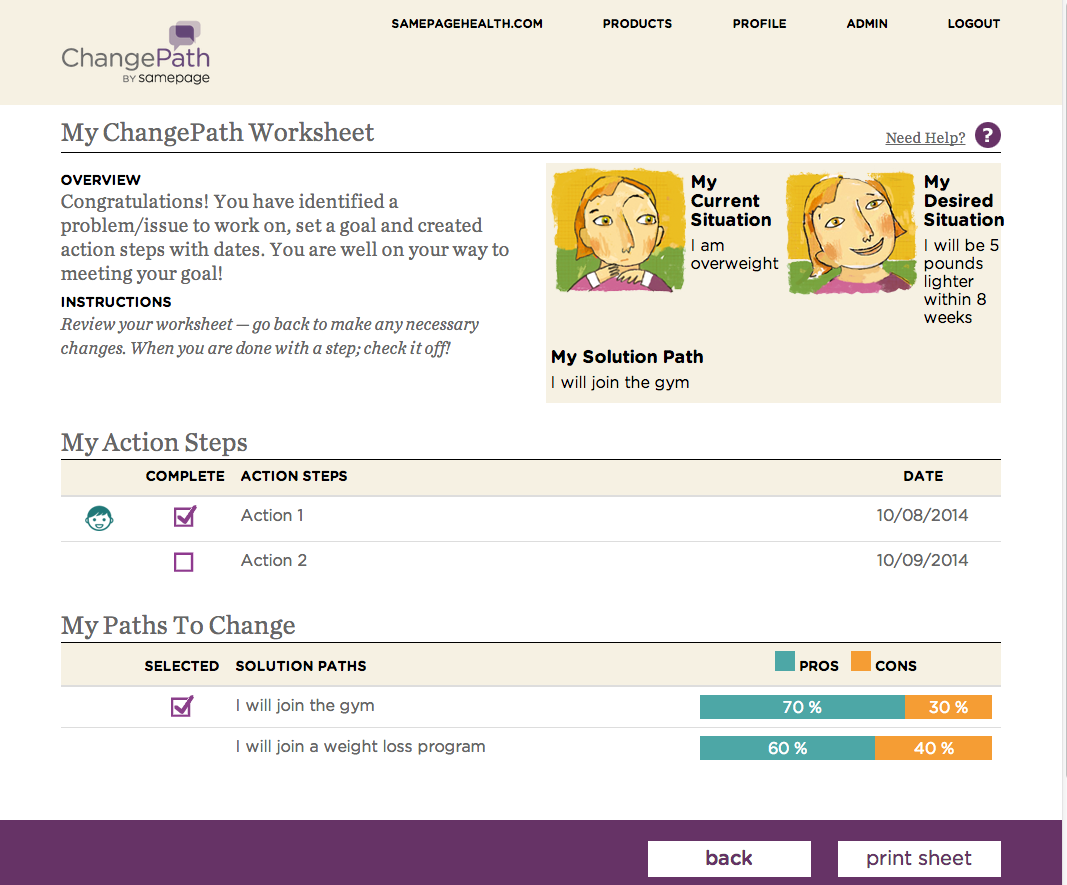 SAMEPAGEHEALTH.COM PRODUCTS PROFILE ADMIN LOGOUT
ChangePath
BY samepage
My ChangePath Worksheet
Need Help? ?
OVERVIEW
Congratulations! You have identified a
problem/issue to work on, set a goal and created
action steps with dates. You are well on your way to
meeting your goal!
INSTRUCTIONS
Review your worksheet — go back to make any necessary
changes. When you are done with a step; check it off!
My
Current
Situation
I am
overweight
My
Desired
Situation
I will be 5
pounds
lighter
within 8
weeks
My Solution Path
I will join the gym
My Action Steps
COMPLETE ACTION STEPS DATE
Action 1 10/08/2014
Action 2 10/09/2014
My Paths To Change
SELECTED SOLUTION PATHS PROS CONS
I will join the gym 70 % 30 %
I will join a weight loss program 60 % 40 %
back print sheet